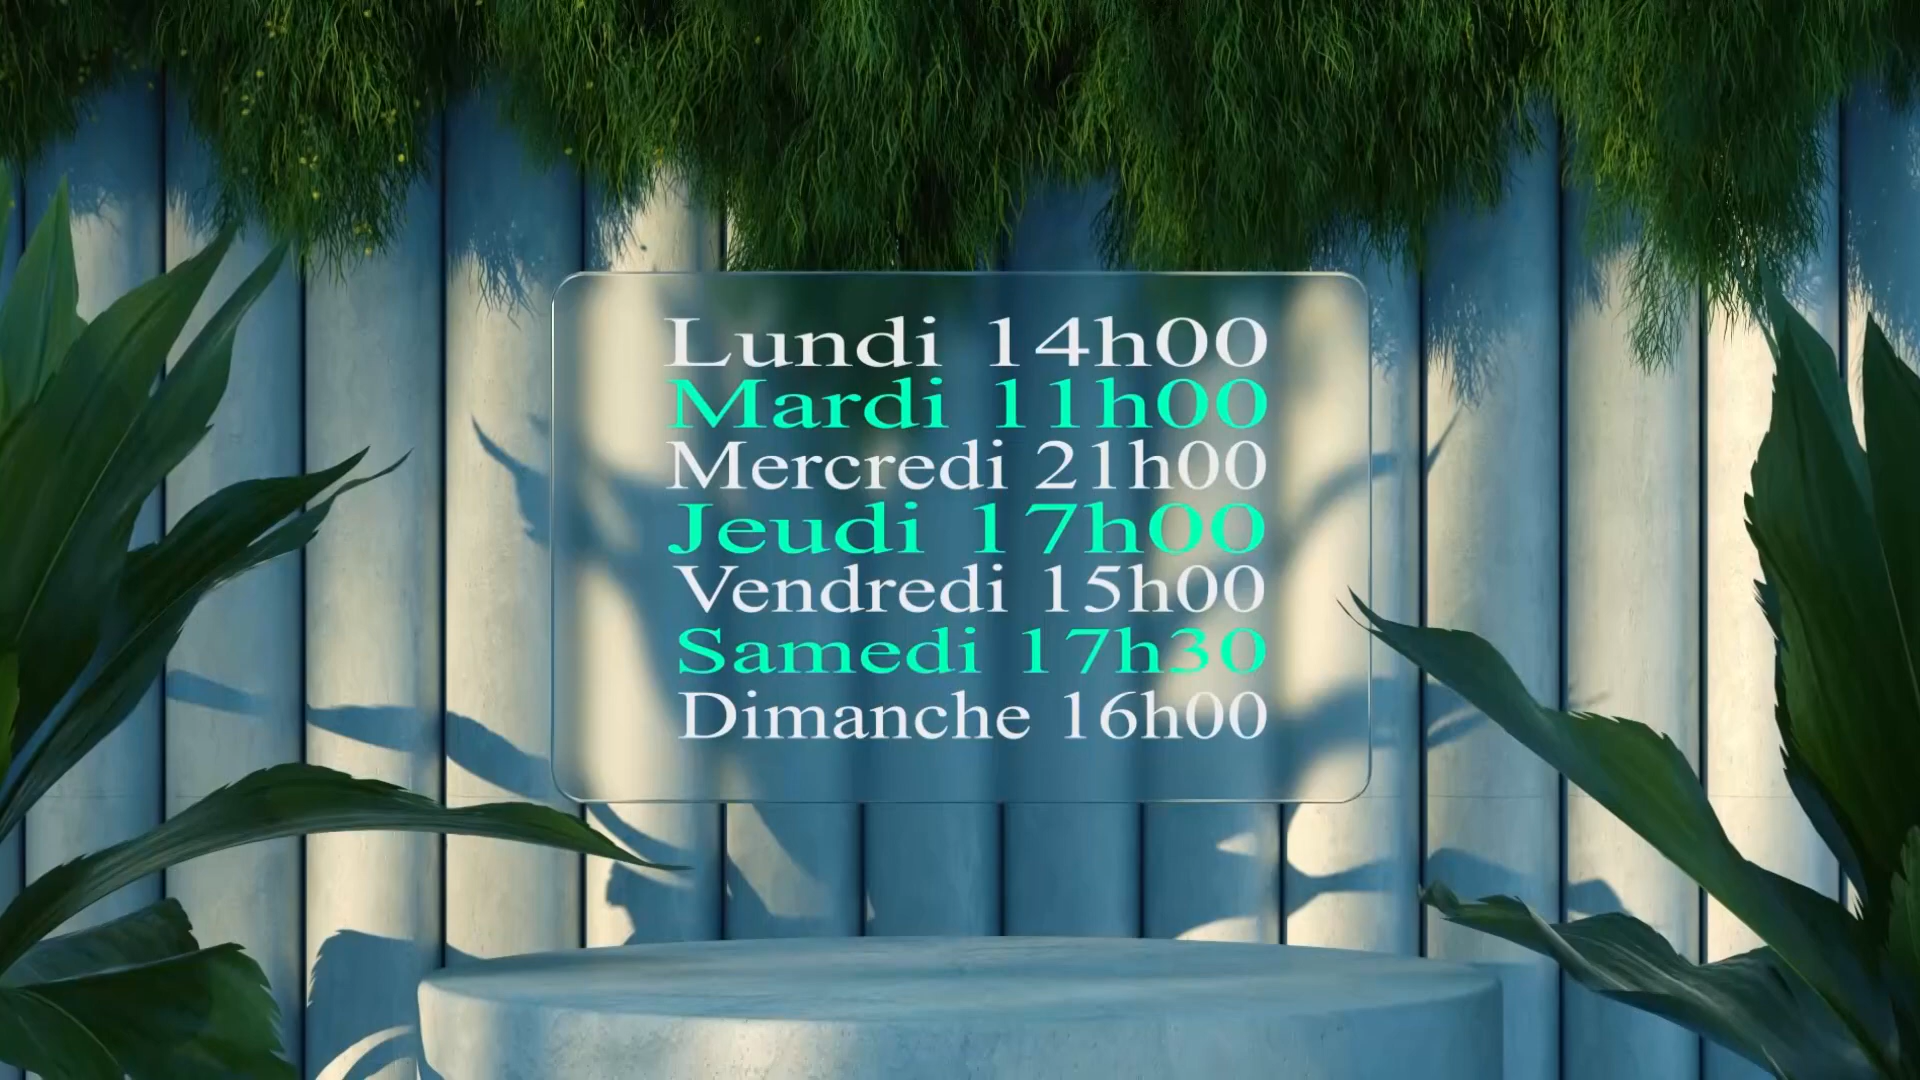 Lundi 14h00
Mardi 11h00
Mercredi 21h00
Jeudi 17h00
Vendredi 15h00
Samedi 17h30
Dimanche 16h00